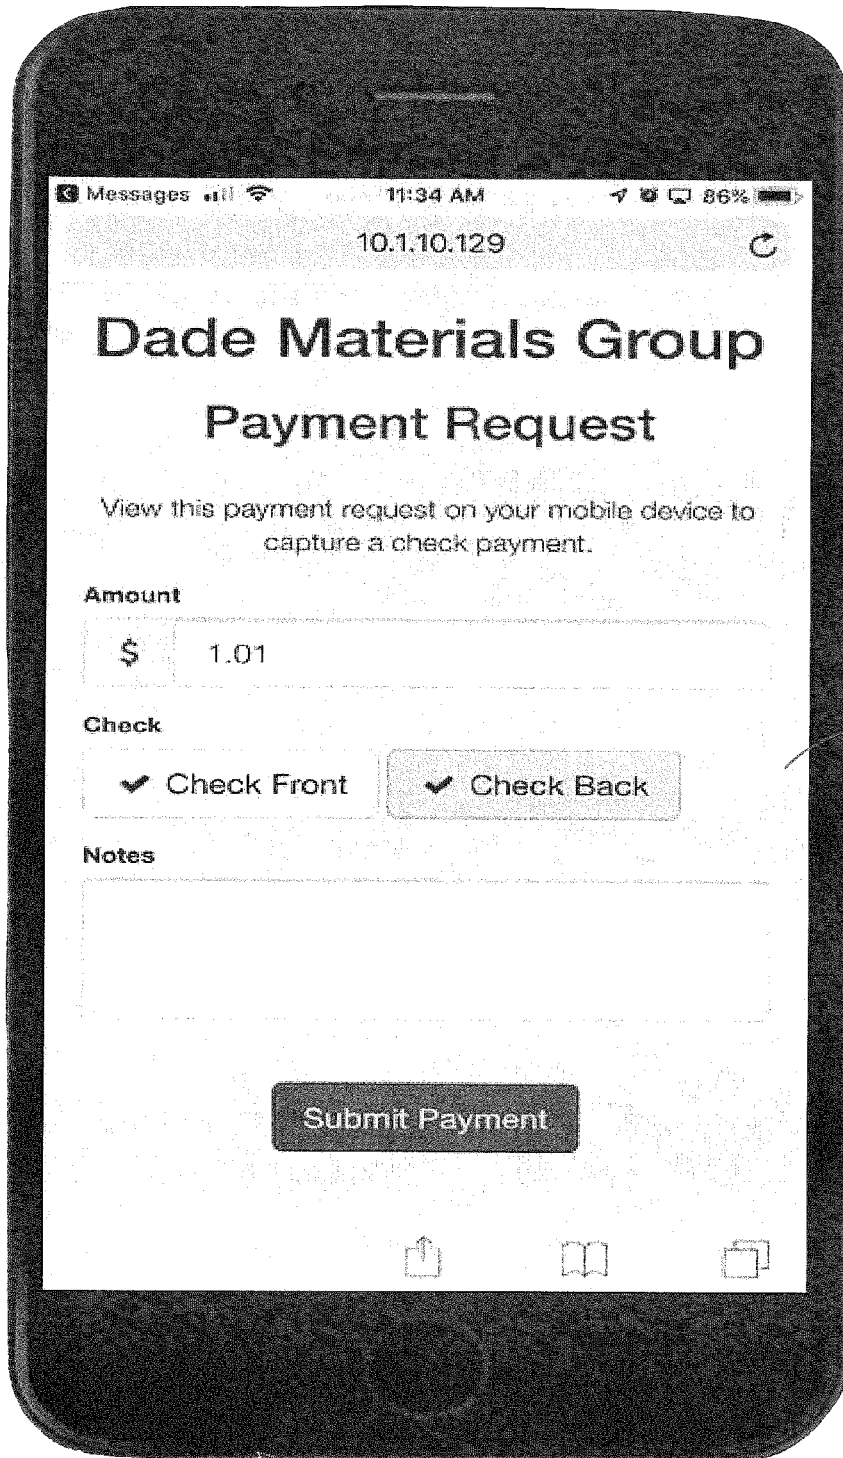 Messages 11:34 AM 86%
10.1.10.129
Dade Materials Group
Payment Request
View this payment request on your mobile device to
capture a check payment.
Amount
$ 1.01
Check
✔ Check Front ✔ Check Back
Notes
Submit Payment